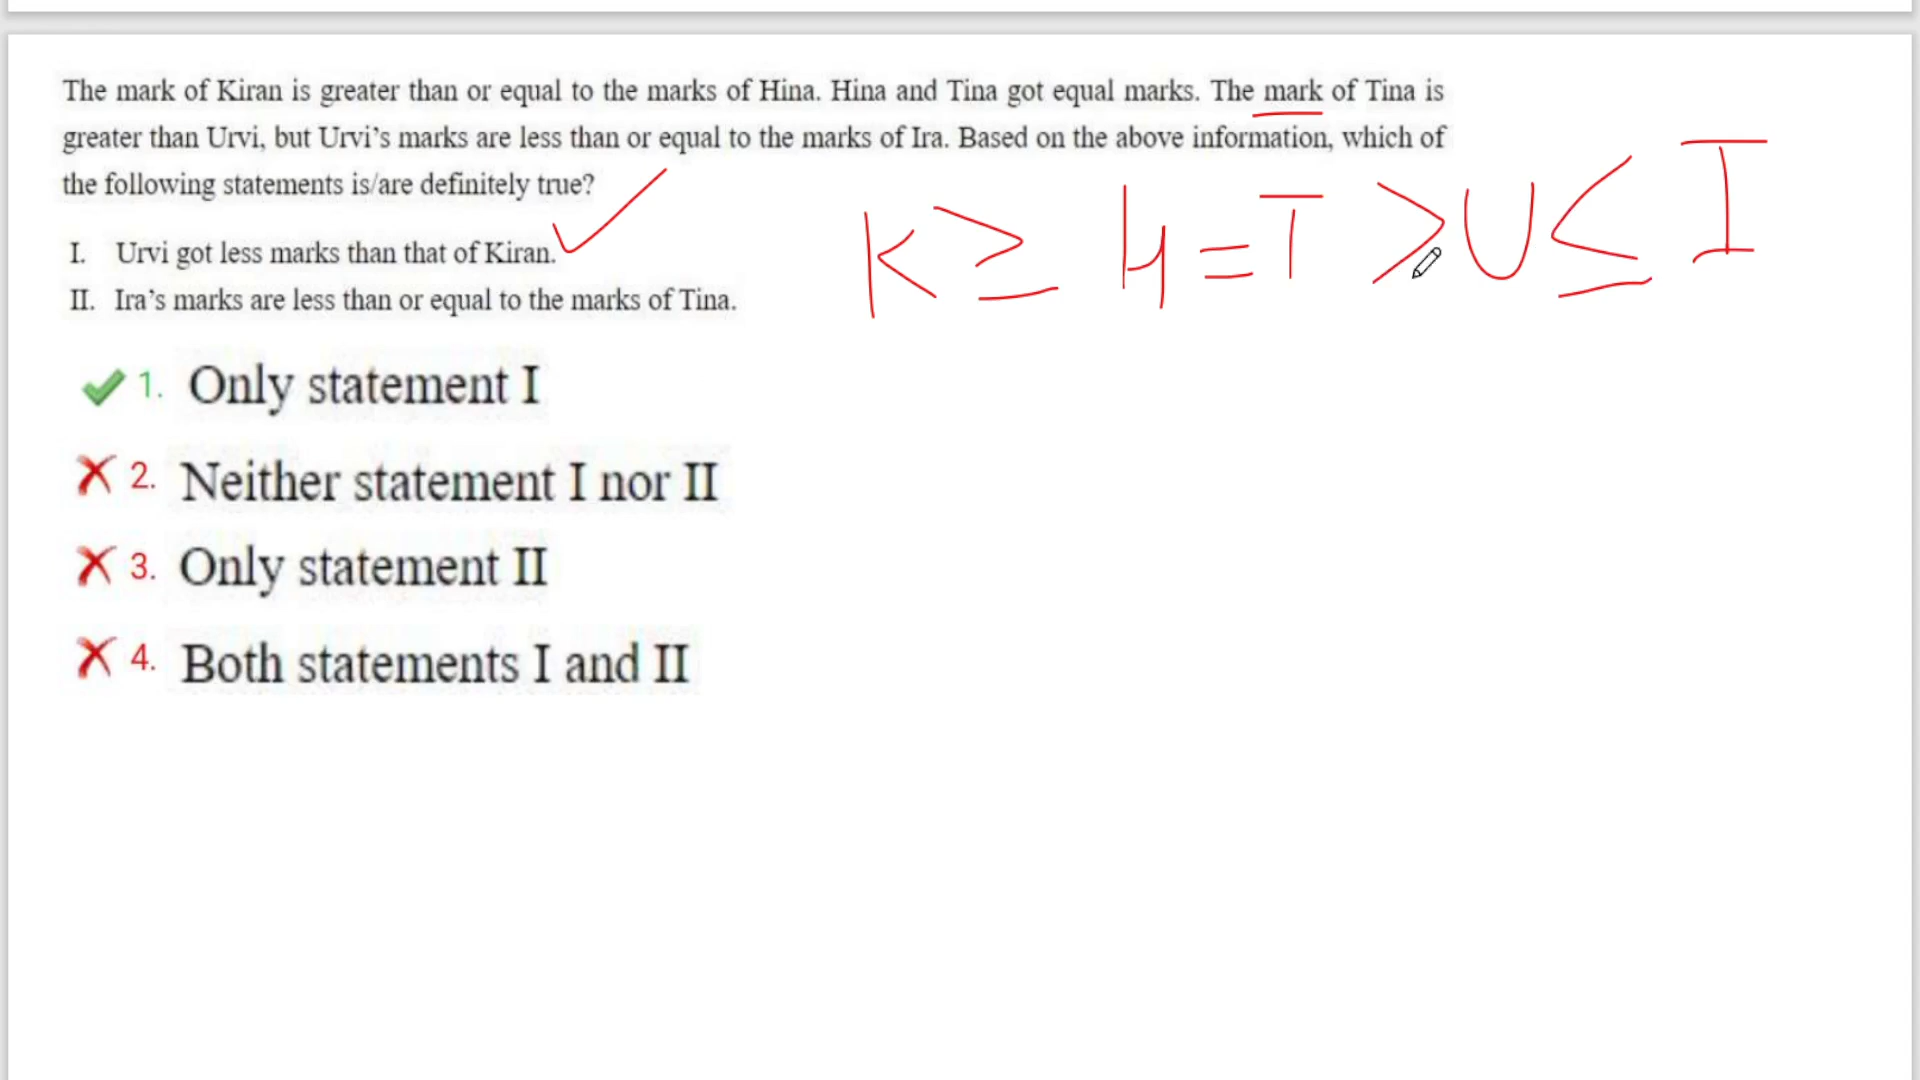 The mark of Kiran is greater than or equal to the marks of Hina. Hina and Tina got equal marks. The mark of Tina is
greater than Urvi, but Urvi's marks are less than or equal to the marks of Ira. Based on the above information, which of
the following statements is/are definitely true?
K ≥ H = T > U ≤ I
I. Urvi got less marks than that of Kiran.
II. Ira's marks are less than or equal to the marks of Tina.
1. Only statement I
2. Neither statement I nor II
3. Only statement II
4. Both statements I and II